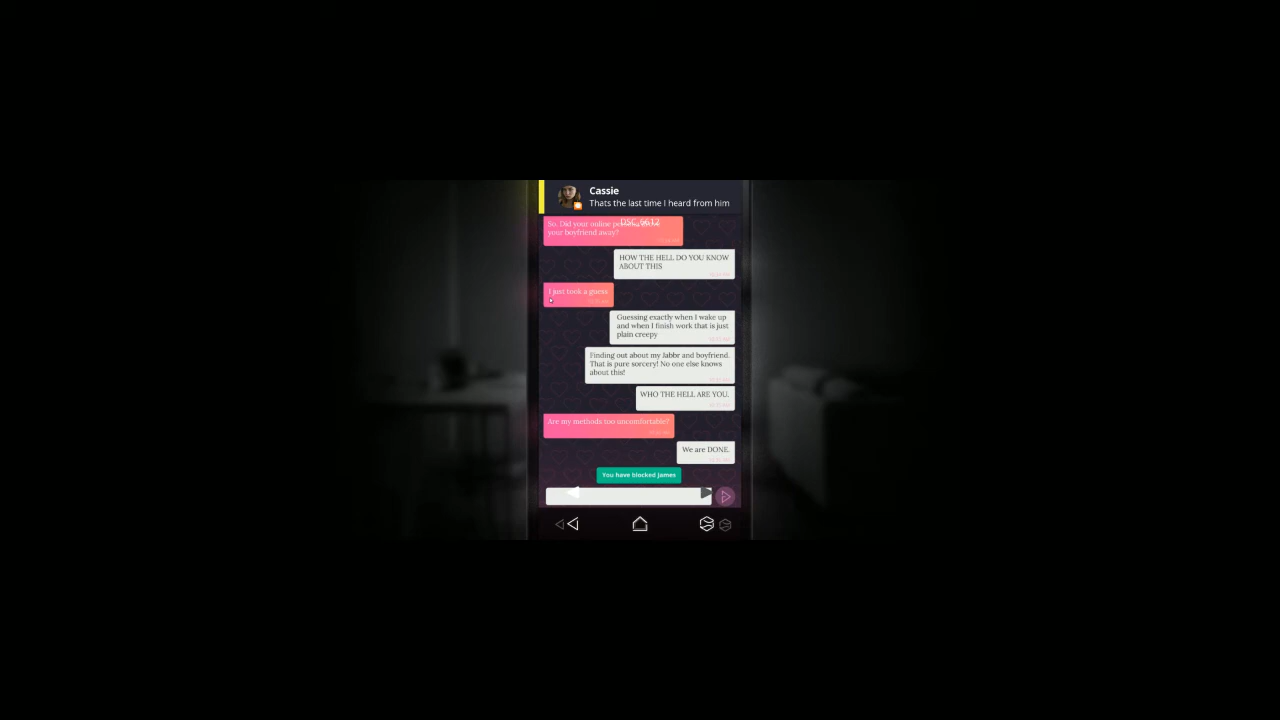 Cassie
Thats the last time I heard from him
DSC_6612
So. Did your online
your boyfriend away?
HOW THE HELL DO YOU KNOW
ABOUT THIS
I just took a guess
Guessing exactly when I wake up
and when I finish work that is just
plain creepy
Finding out about my Jabbr and boyfriend.
That is pure sorcery! No one else knows
about this!
WHO THE HELL ARE YOU.
Are my methods too uncomfortable?
We are DONE.
You have blocked James